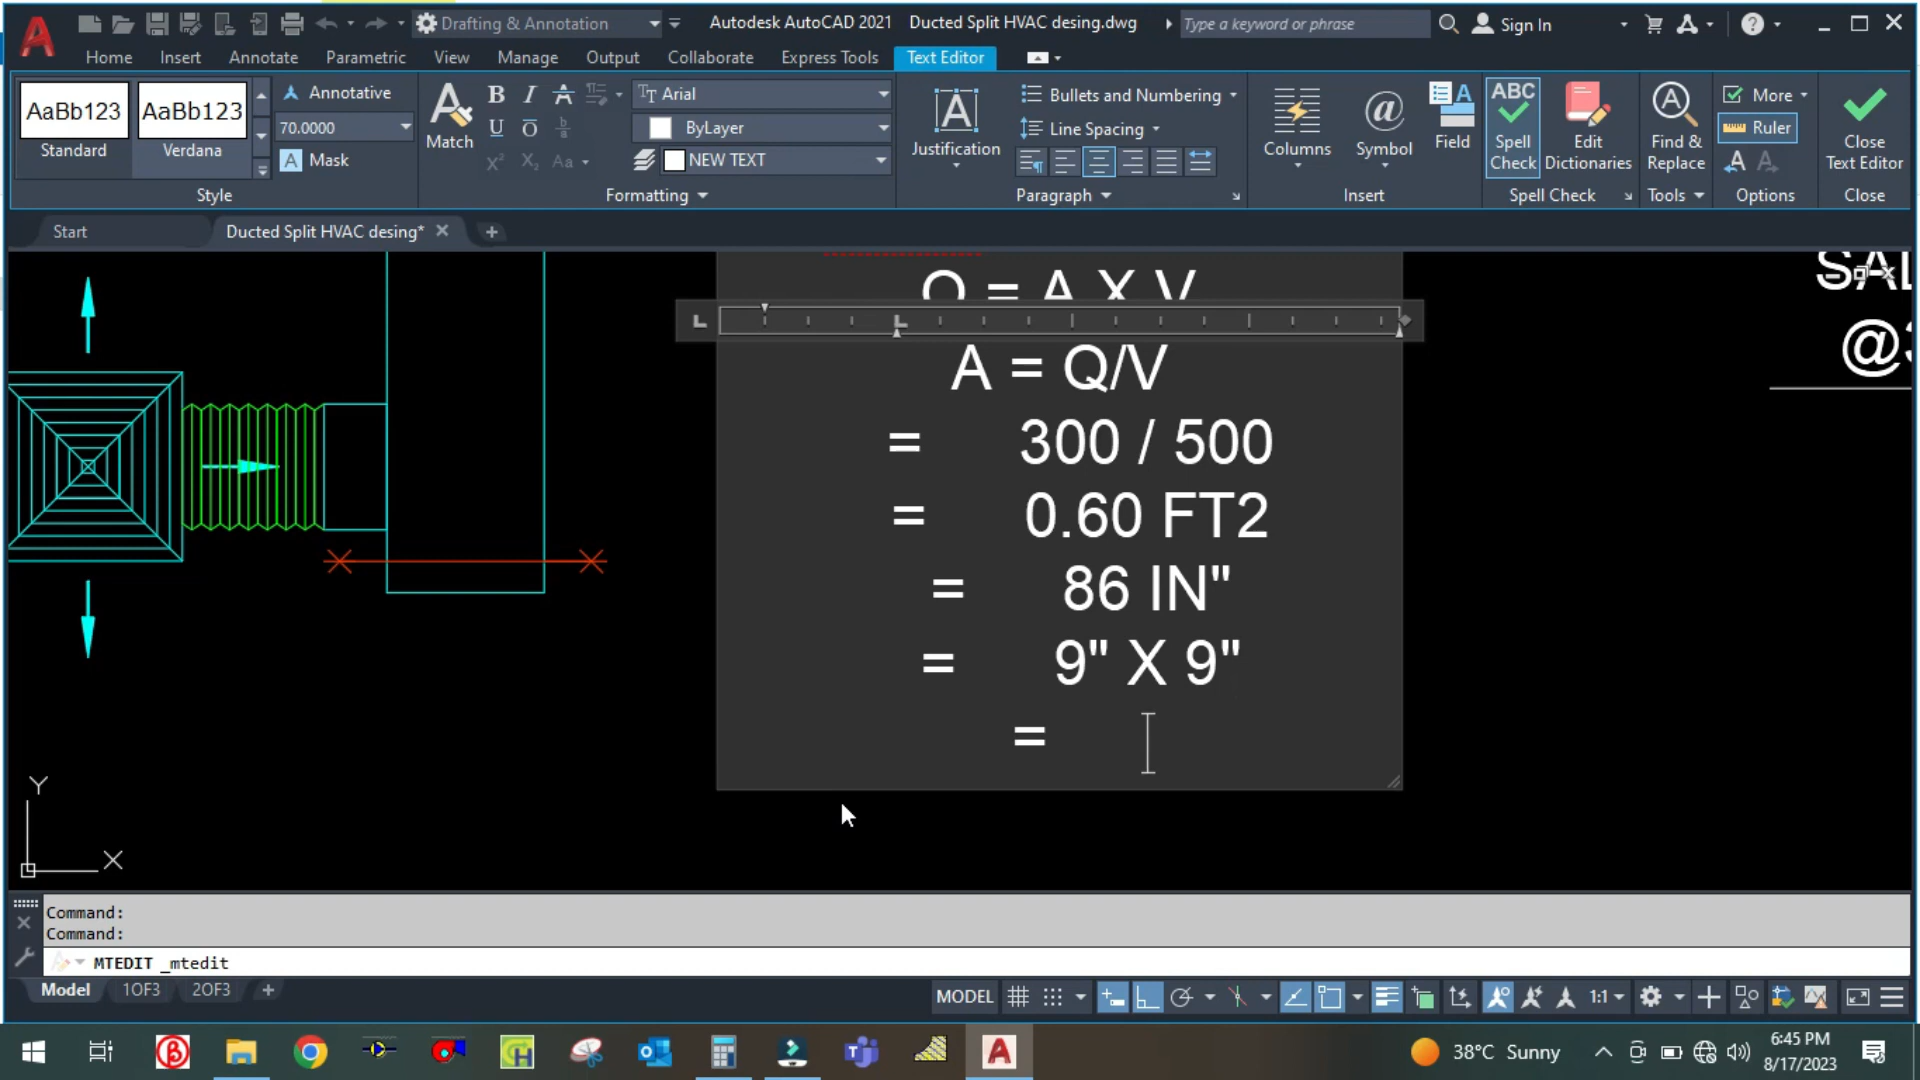 Drafting & Annotation
Autodesk AutoCAD 2021 Ducted Split HVAC desing.dwg
Type a keyword or phrase
Sign In
Home Insert Annotate Parametric View Manage Output Collaborate Express Tools Text Editor
AaBb123 AaBb123
Standard Verdana
Annotative
70.0000
A Mask
Style
Match
B I A
U O
Arial
ByLayer
NEW TEXT
Formatting
Justification
Bullets and Numbering
Line Spacing
Paragraph
Columns
Symbol
Field
Insert
ABC
Spell Check
Edit Dictionaries
Spell Check
Find & Replace
Tools
More
Ruler
Options
Close Text Editor
Close
Start
Ducted Split HVAC desing*
Q = A X V
A = Q/V
= 300 / 500
= 0.60 FT2
= 86 IN"
= 9" X 9"
=
Y
X
Command:
Command:
MTEDIT _mtedit
Model 1OF3 2OF3
MODEL
1:1
38°C Sunny
6:45 PM
8/17/2023